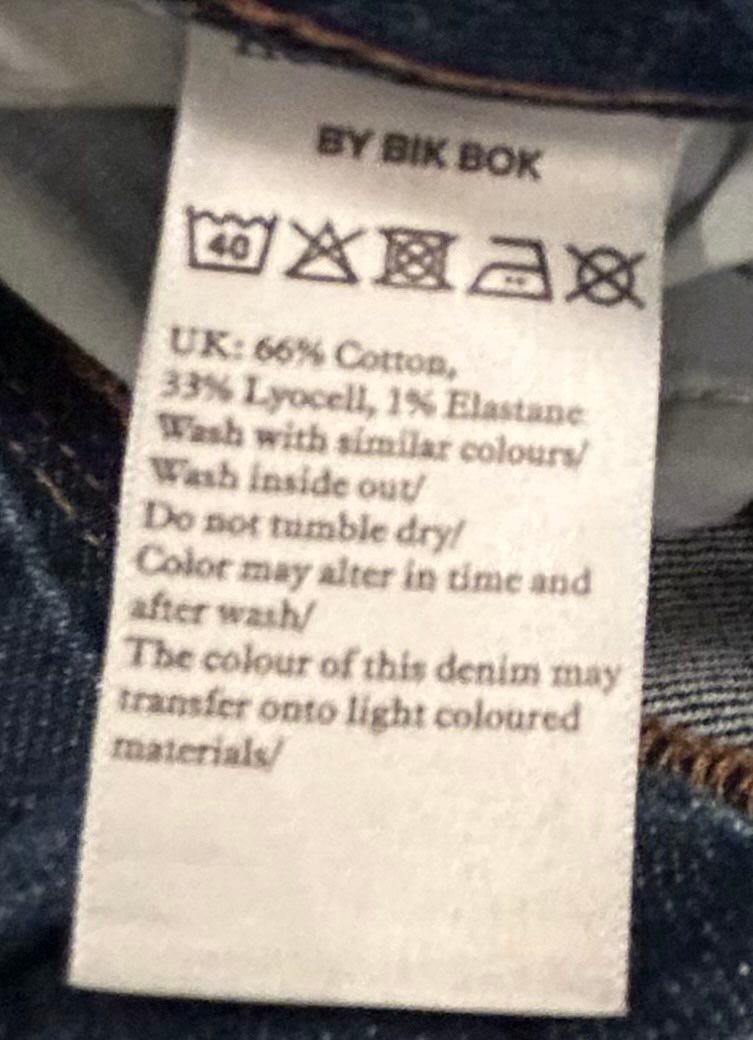 BY BIK BOK
40
UK: 66% Cotton,
33% Lyocell, 1% Elastane
Wash with similar colours/
Wash inside out/
Do not tumble dry/
Color may alter in time and
after wash/
The colour of this denim may
transfer onto light coloured
materials/